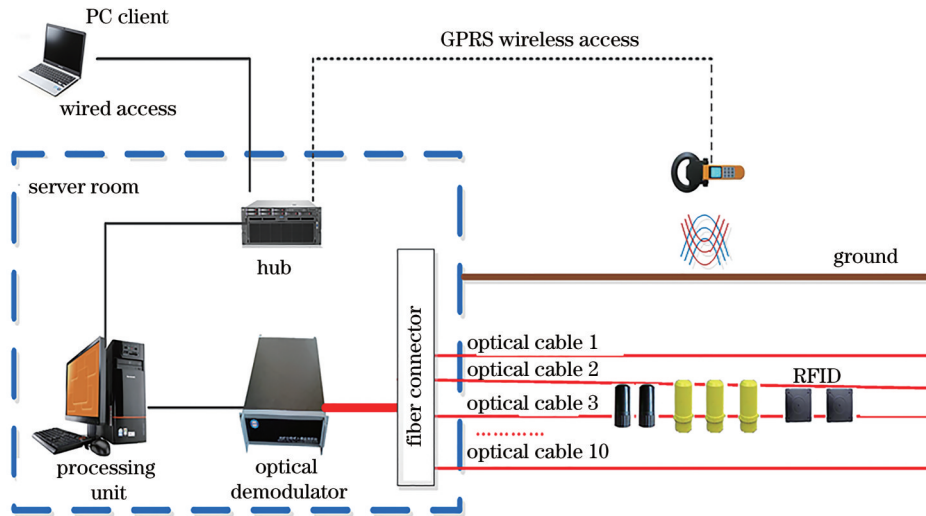 PC client
GPRS wireless access
wired access
server room
hub
ground
fiber connector
optical cable 1
optical cable 2
RFID
optical cable 3
…………
optical cable 10
processing
unit
optical
demodulator